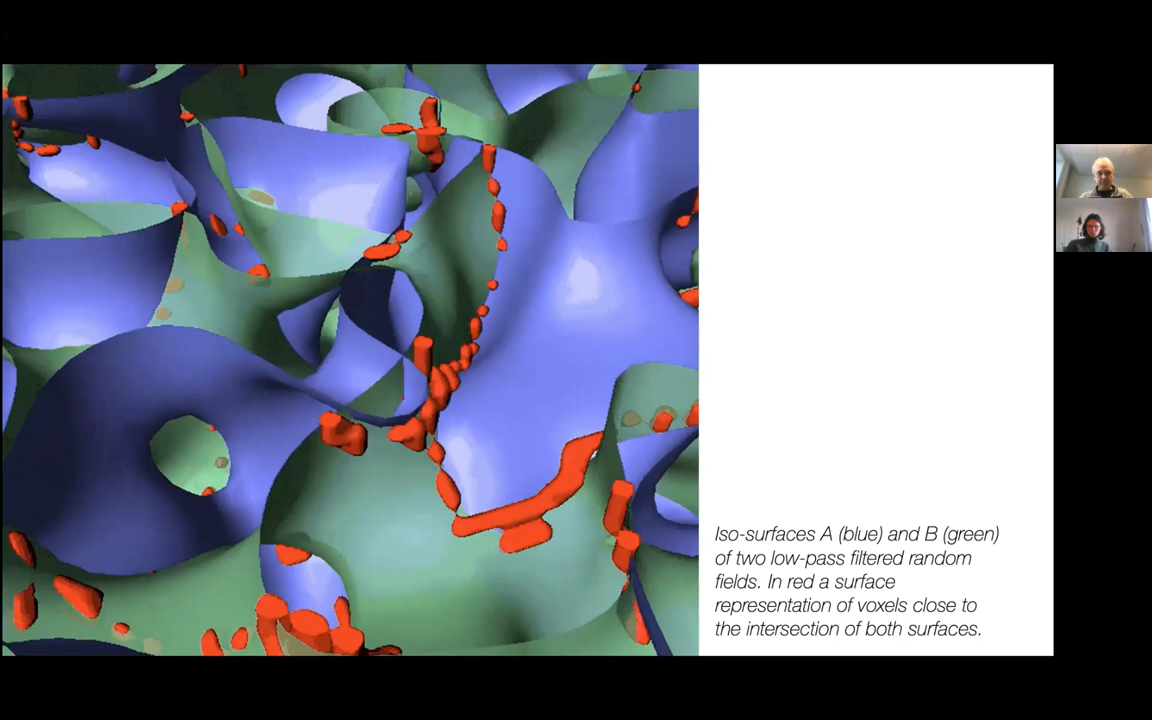 Iso-surfaces A (blue) and B (green)
of two low-pass filtered random
fields. In red a surface
representation of voxels close to
the intersection of both surfaces.